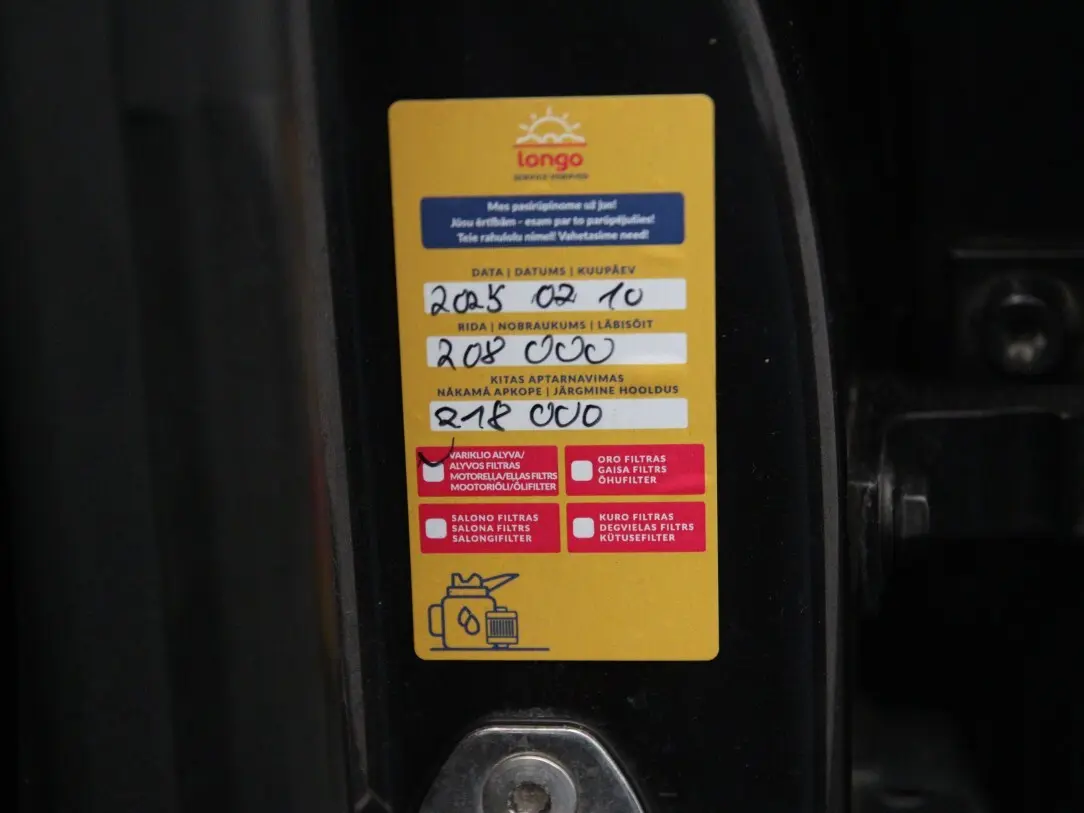 longo
Mes pasirūpinome už jus!
Jūsu ērtībām - esam par to parūpējušies!
Teie rahulolu nimel! Vahetasime need!
DATA | DATUMS | KUUPÄEV
2025 02 10
RIDA | NOBRAUKUMS | LÄBISÕIT
208 000
KITAS APTARNAVIMAS
NĀKAMĀ APKOPE | JÄRGMINE HOOLDUS
218 000
VARIKLIO ALYVA/
ALYVOS FILTRAS
MOTOREĻĻA/EĻĻAS FILTRS
MOOTORIÕLI/ÕLIFILTER
ORO FILTRAS
GAISA FILTRS
ÕHUFILTER
SALONO FILTRAS
SALONA FILTRS
SALONGIFILTER
KURO FILTRAS
DEGVIELAS FILTRS
KÜTUSEFILTER